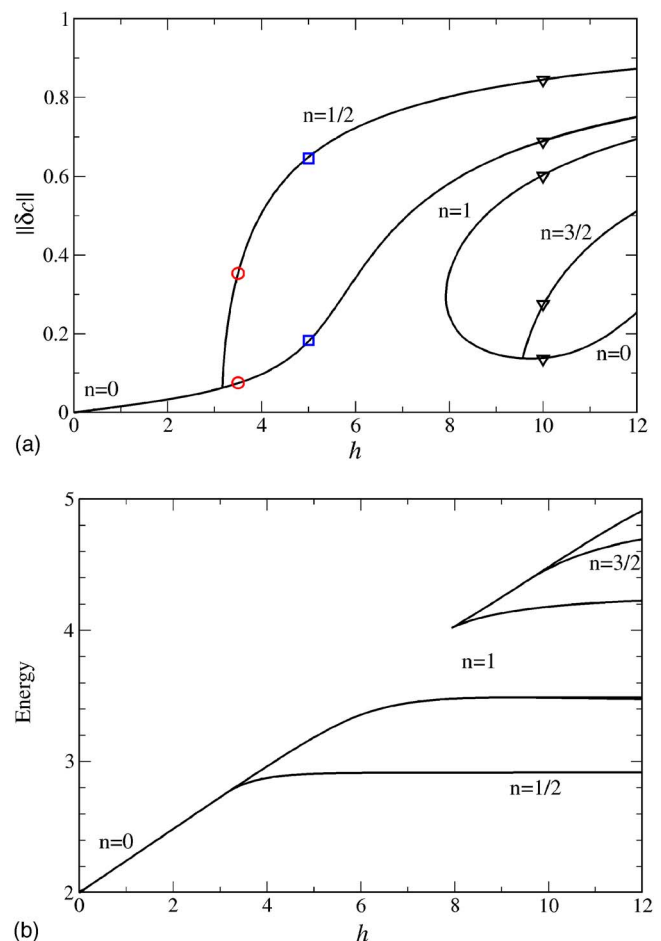 1
0.8
0.6
0.4
0.2
0
||δc||
n=1/2
n=1
n=3/2
n=0
n=0
0 2 4 6 8 10 12
h
(a)
5
4
3
2
Energy
n=3/2
n=1
n=1/2
n=0
0 2 4 6 8 10 12
h
(b)